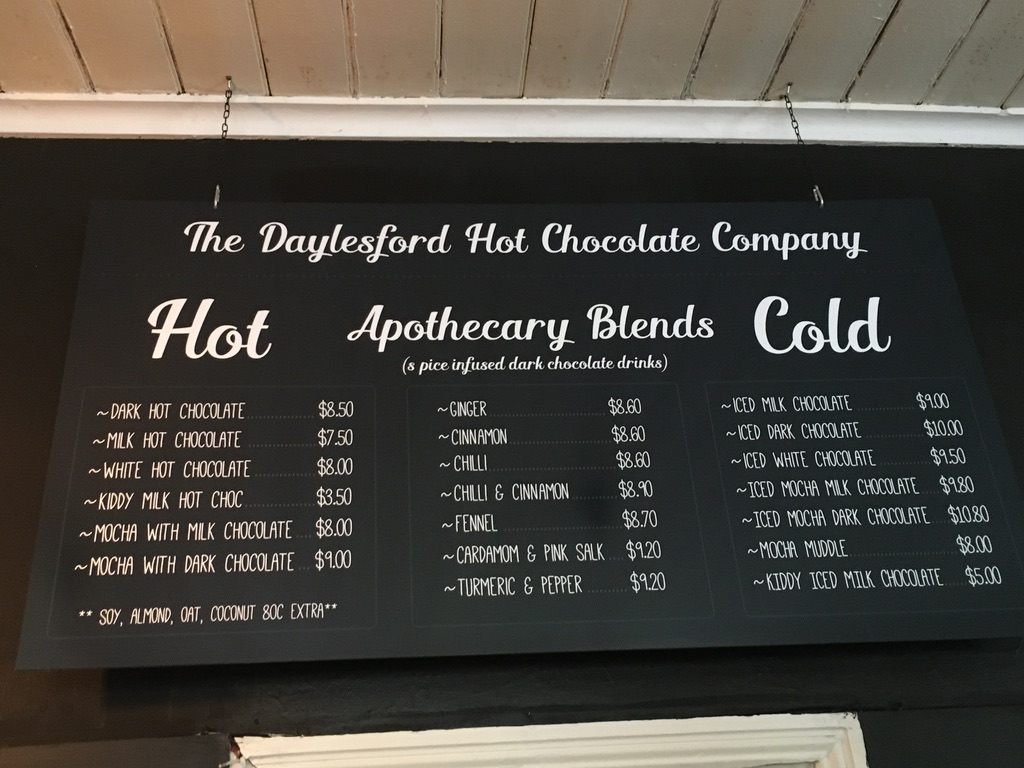 The Daylesford Hot Chocolate Company
Hot
~DARK HOT CHOCOLATE $8.50
~MILK HOT CHOCOLATE $7.50
~WHITE HOT CHOCOLATE $8.00
~KIDDY MILK HOT CHOC $3.50
~MOCHA WITH MILK CHOCOLATE $8.00
~MOCHA WITH DARK CHOCOLATE $9.00
** SOY, ALMOND, OAT, COCONUT 80C EXTRA**
Apothecary Blends
(s pice infused dark chocolate drinks)
~GINGER $8.60
~CINNAMON $8.60
~CHILLI $8.60
~CHILLI & CINNAMON $8.90
~FENNEL $8.70
~CARDAMOM & PINK SALK $9.20
~TURMERIC & PEPPER $9.20
Cold
~ICED MILK CHOCOLATE $9.00
~ICED DARK CHOCOLATE $10.00
~ICED WHITE CHOCOLATE $9.50
~ICED MOCHA MILK CHOCOLATE $9.80
~ICED MOCHA DARK CHOCOLATE $10.80
~MOCHA MUDDLE $8.00
~KIDDY ICED MILK CHOCOLATE $5.00